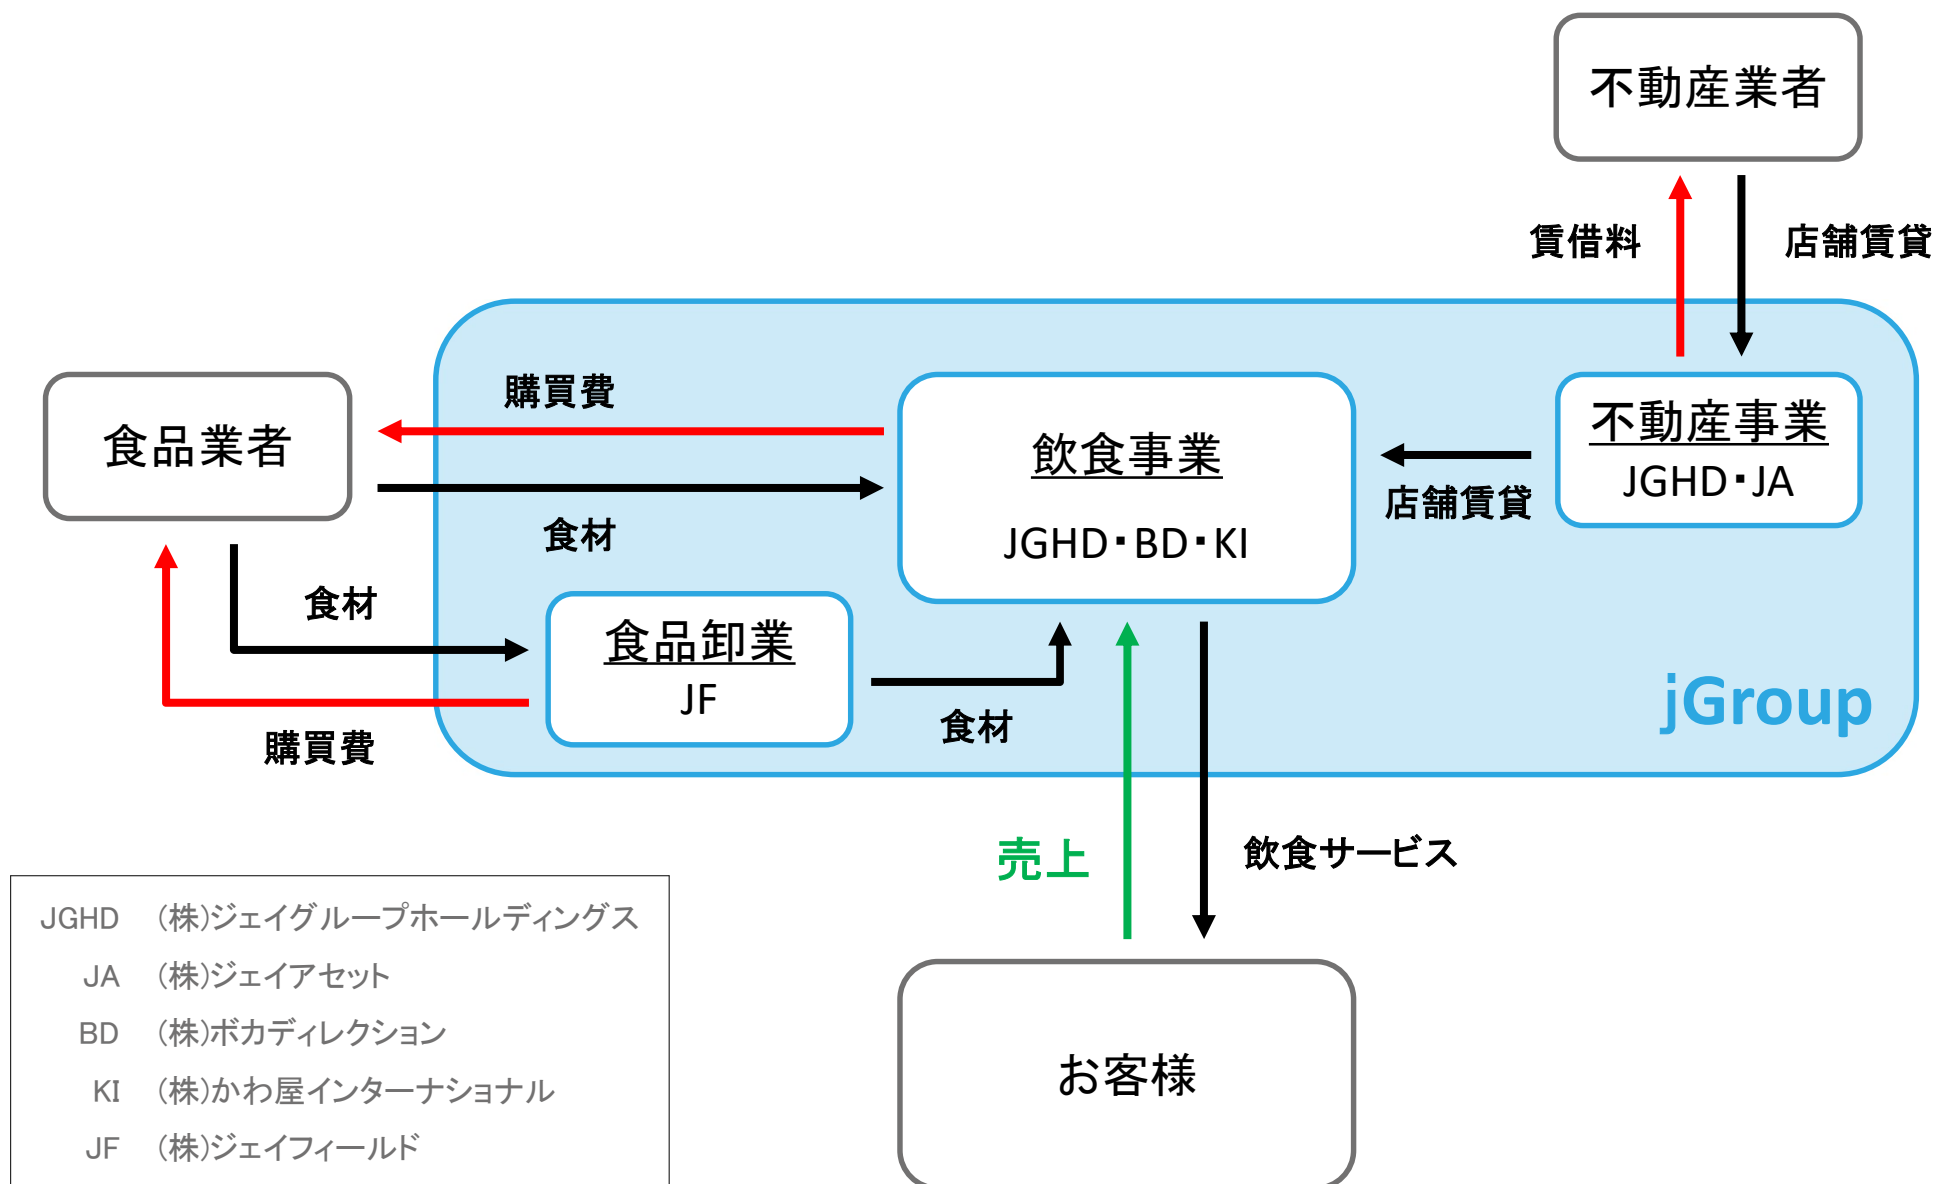 不動産業者
賃借料
店舗賃貸
購買費
食品業者
飲食事業
JGHD・BD・KI
不動産事業
JGHD・JA
店舗賃貸
食材
食材
食品卸業
JF
食材
購買費
jGroup
売上
飲食サービス
お客様
JGHD (株)ジェイグループホールディングス
JA (株)ジェイアセット
BD (株)ボカディレクション
KI (株)かわ屋インターナショナル
JF (株)ジェイフィールド